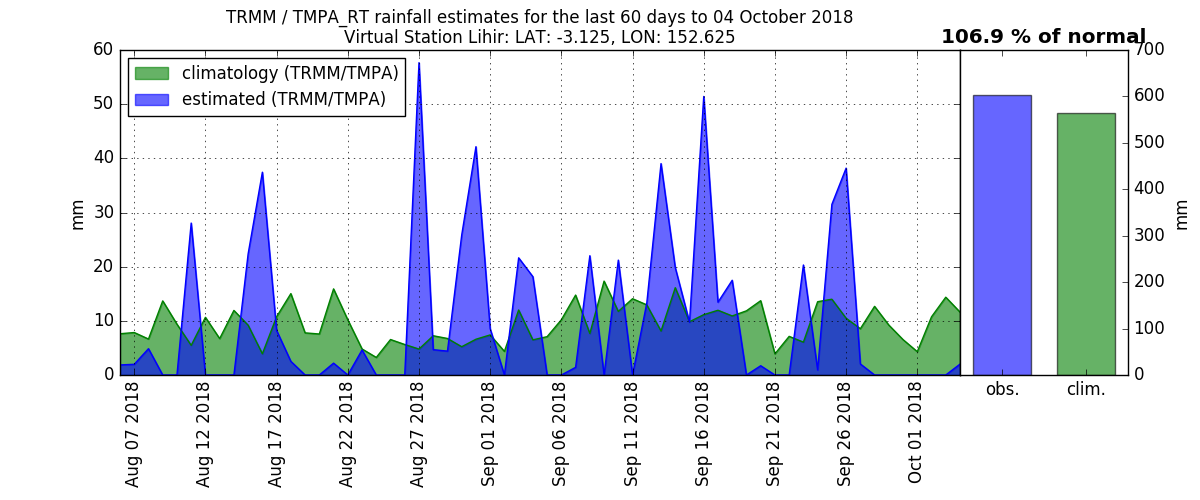 TRMM / TMPA_RT rainfall estimates for the last 60 days to 04 October 2018
Virtual Station Lihir: LAT: -3.125, LON: 152.625
106.9 % of normal
climatology (TRMM/TMPA)
estimated (TRMM/TMPA)
60
50
40
30
20
10
0
mm
Aug 07 2018
Aug 12 2018
Aug 17 2018
Aug 22 2018
Aug 27 2018
Sep 01 2018
Sep 06 2018
Sep 11 2018
Sep 16 2018
Sep 21 2018
Sep 26 2018
Oct 01 2018
700
600
500
400
300
200
100
0
mm
obs.
clim.